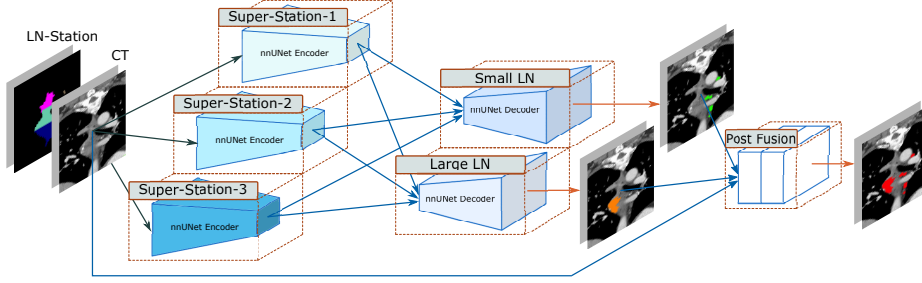 LN-Station
CT
Super-Station-1
nnUNet Encoder
Super-Station-2
nnUNet Encoder
Super-Station-3
nnUNet Encoder
Small LN
nnUNet Decoder
Large LN
nnUNet Decoder
Post Fusion